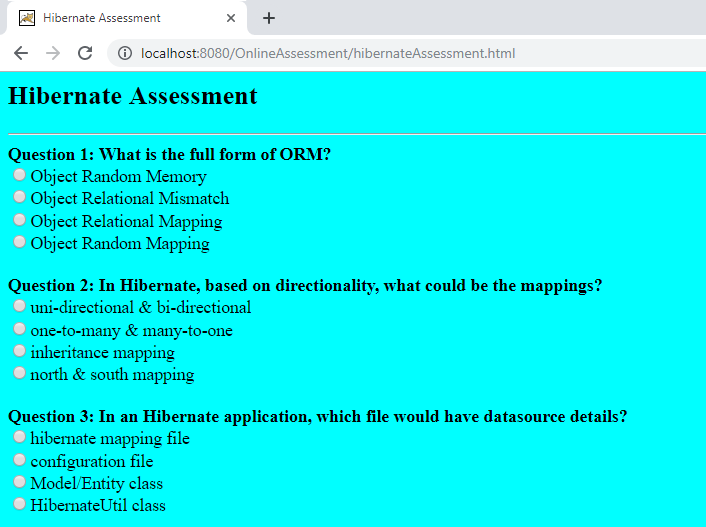 Hibernate Assessment
localhost:8080/OnlineAssessment/hibernateAssessment.html
Hibernate Assessment
Question 1: What is the full form of ORM?
Object Random Memory
Object Relational Mismatch
Object Relational Mapping
Object Random Mapping
Question 2: In Hibernate, based on directionality, what could be the mappings?
uni-directional & bi-directional
one-to-many & many-to-one
inheritance mapping
north & south mapping
Question 3: In an Hibernate application, which file would have datasource details?
hibernate mapping file
configuration file
Model/Entity class
HibernateUtil class